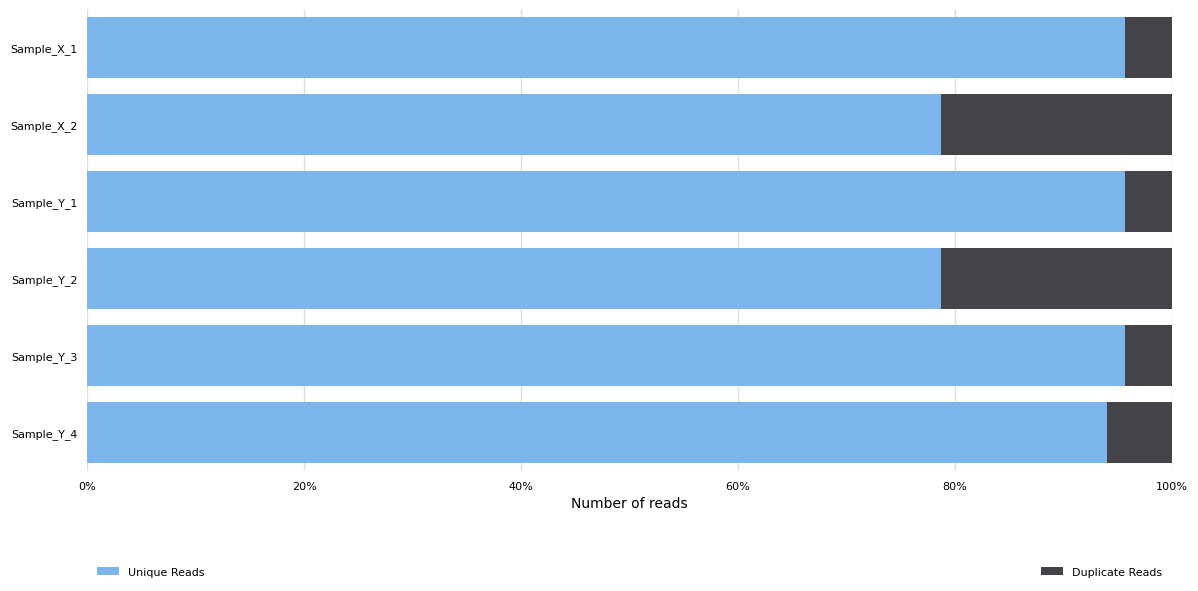 Sample_X_1
Sample_X_2
Sample_Y_1
Sample_Y_2
Sample_Y_3
Sample_Y_4
0% 20% 40% 60% 80% 100%
Number of reads
Unique Reads Duplicate Reads